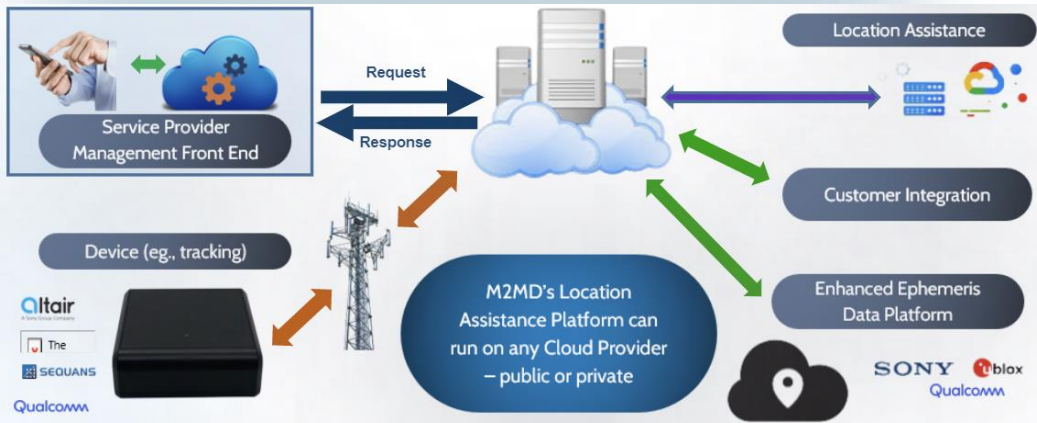 Request
Response
Service Provider
Management Front End
Location Assistance
Customer Integration
Enhanced Ephemeris
Data Platform
SONY
ublox
Qualcomm
Device (eg., tracking)
altair
The
SEQUANS
Qualcomm
M2MD's Location
Assistance Platform can
run on any Cloud Provider
– public or private